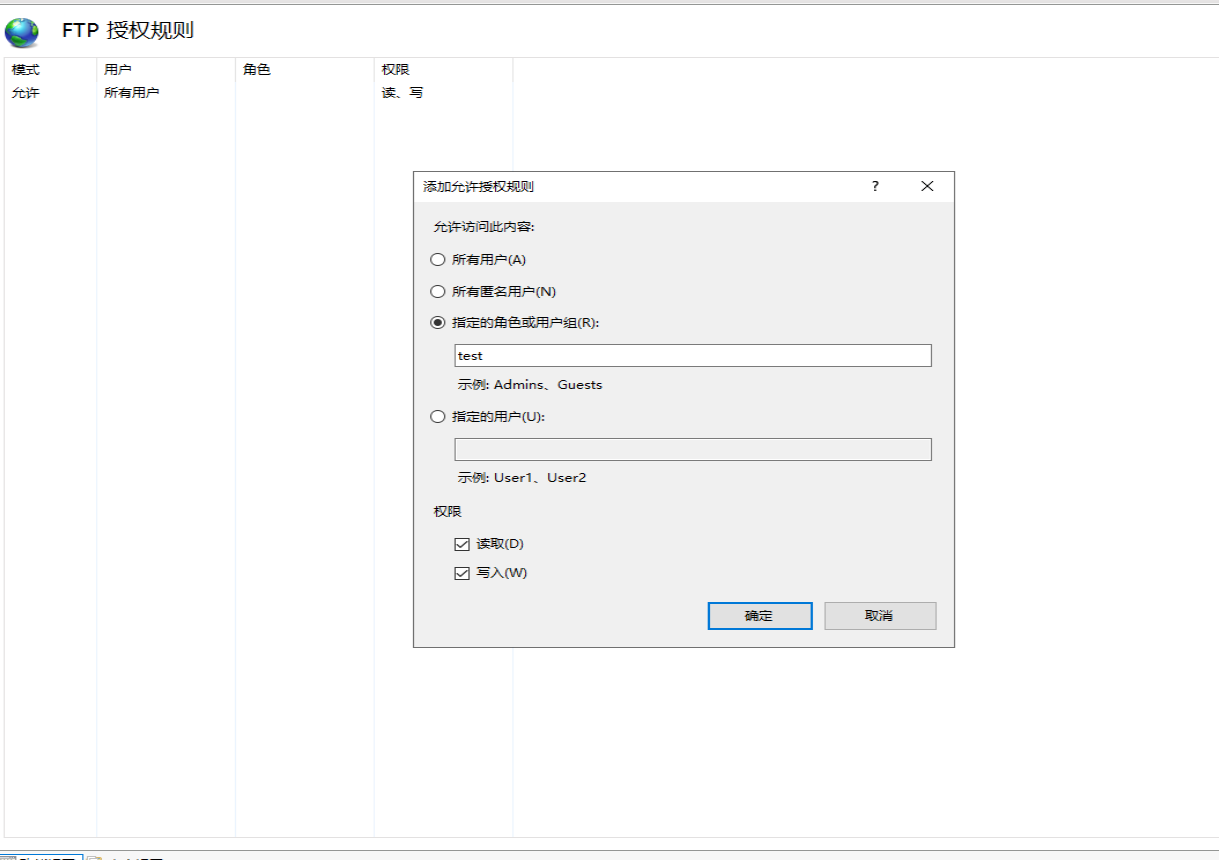 FTP 授权规则
模式 用户 角色 权限
允许 所有用户 读、写
添加允许授权规则 ?
允许访问此内容:
所有用户(A)
所有匿名用户(N)
指定的角色或用户组(R):
test
示例: Admins、Guests
指定的用户(U):
示例: User1、User2
权限
读取(D)
写入(W)
确定 取消